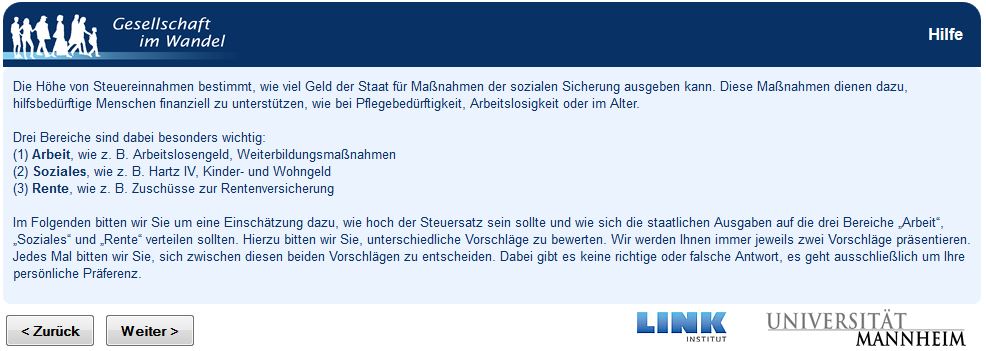 Gesellschaft
im Wandel
Hilfe
Die Höhe von Steuereinnahmen bestimmt, wie viel Geld der Staat für Maßnahmen der sozialen Sicherung ausgeben kann. Diese Maßnahmen dienen dazu,
hilfsbedürftige Menschen finanziell zu unterstützen, wie bei Pflegebedürftigkeit, Arbeitslosigkeit oder im Alter.
Drei Bereiche sind dabei besonders wichtig:
(1) Arbeit, wie z. B. Arbeitslosengeld, Weiterbildungsmaßnahmen
(2) Soziales, wie z. B. Hartz IV, Kinder- und Wohngeld
(3) Rente, wie z. B. Zuschüsse zur Rentenversicherung
Im Folgenden bitten wir Sie um eine Einschätzung dazu, wie hoch der Steuersatz sein sollte und wie sich die staatlichen Ausgaben auf die drei Bereiche „Arbeit“,
„Soziales“ und „Rente“ verteilen sollten. Hierzu bitten wir Sie, unterschiedliche Vorschläge zu bewerten. Wir werden Ihnen immer jeweils zwei Vorschläge präsentieren.
Jedes Mal bitten wir Sie, sich zwischen diesen beiden Vorschlägen zu entscheiden. Dabei gibt es keine richtige oder falsche Antwort, es geht ausschließlich um Ihre
persönliche Präferenz.
< Zurück
Weiter >
LINK
INSTITUT
UNIVERSITÄT
MANNHEIM